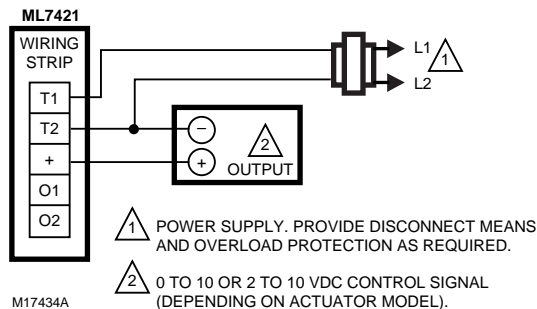 ML7421
WIRING
STRIP
T1
T2
+
O1
O2
L1
L2
1
−
+
2
OUTPUT
1 POWER SUPPLY. PROVIDE DISCONNECT MEANS
AND OVERLOAD PROTECTION AS REQUIRED.
2 0 TO 10 OR 2 TO 10 VDC CONTROL SIGNAL
(DEPENDING ON ACTUATOR MODEL).
M17434A